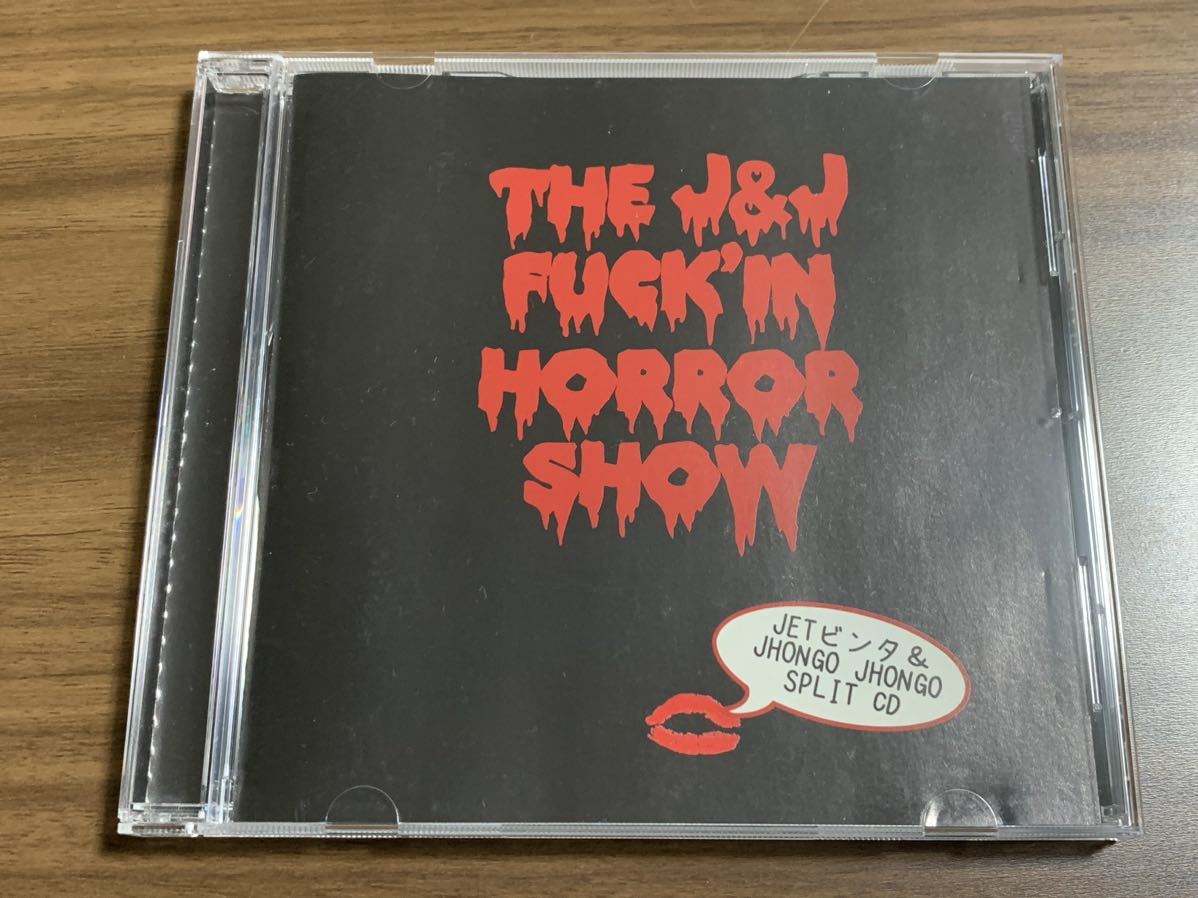 THE J&J
FUCK'IN
HORROR
SHOW
JETビンタ&
JHONGO JHONGO
SPLIT CD